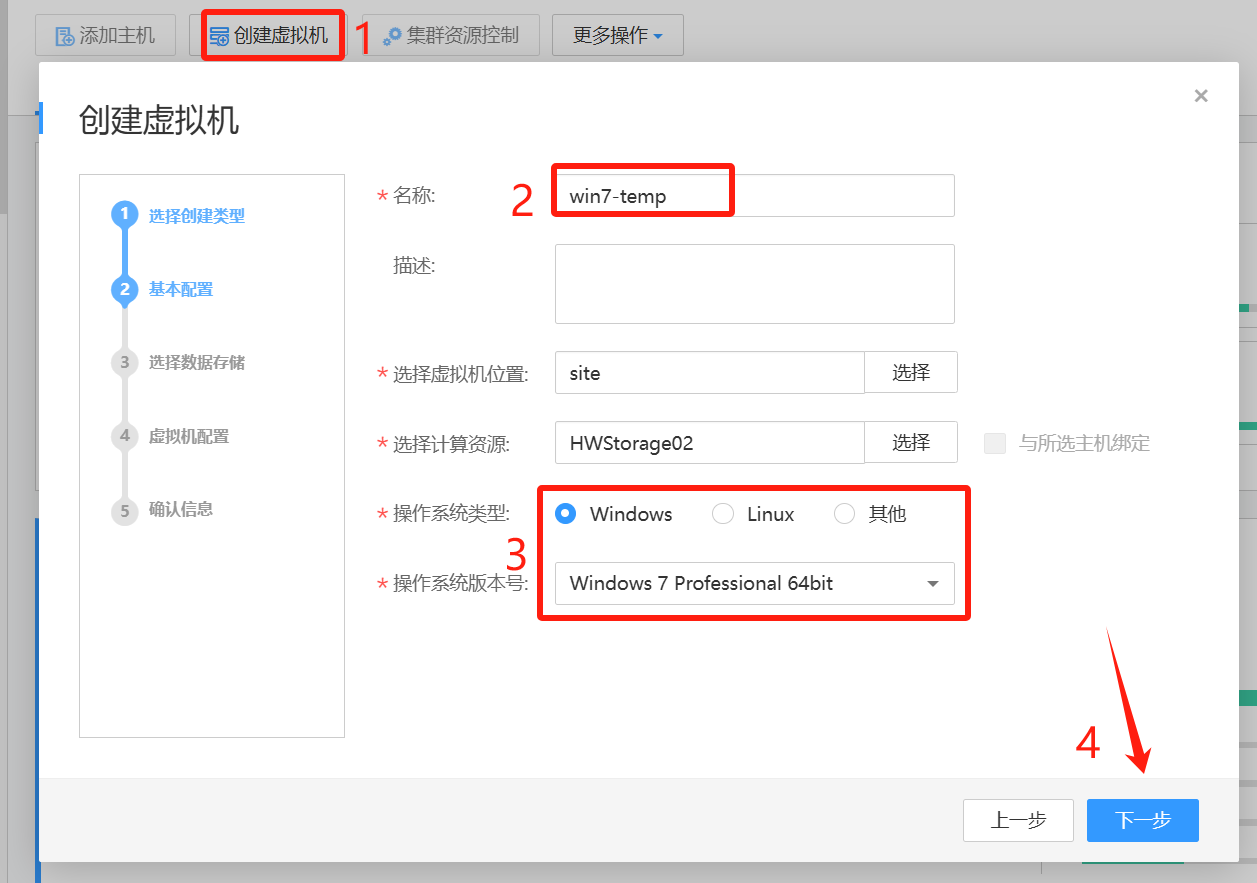 添加主机
创建虚拟机
1
集群资源控制
更多操作
创建虚拟机
×
1 选择创建类型
2 基本配置
3 选择数据存储
4 虚拟机配置
5 确认信息
* 名称: 2 win7-temp
描述:
* 选择虚拟机位置: site 选择
* 选择计算资源: HWStorage02 选择 与所选主机绑定
* 操作系统类型: Windows Linux 其他
3
* 操作系统版本号: Windows 7 Professional 64bit
4
上一步 下一步